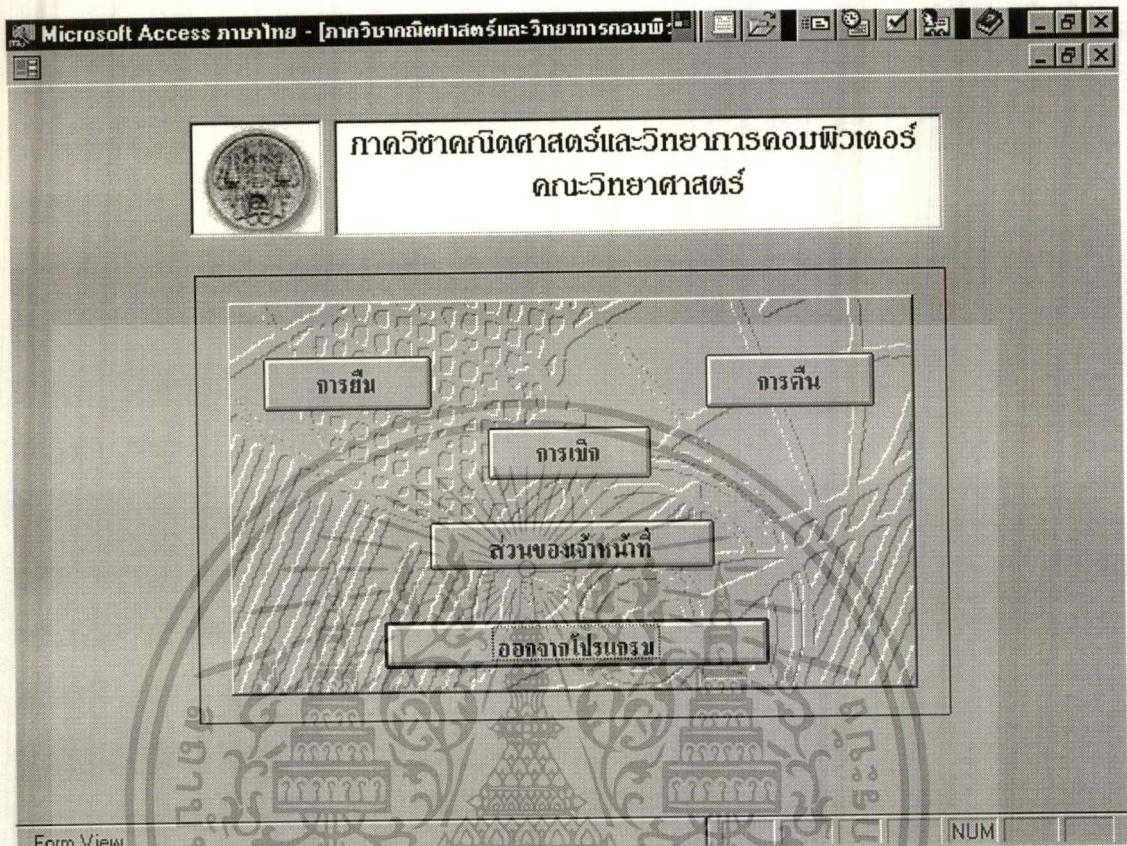 Microsoft Access ภาษาไทย - [ภาควิชาคณิตศาสตร์และวิทยาการคอมพิว
ภาควิชาคณิตศาสตร์และวิทยาการคอมพิวเตอร์
คณะวิทยาศาสตร์
การยืม
การคืน
การเบิก
ส่วนของเจ้าหน้าที่
ออกจากโปรแกรม
Form View
NUM